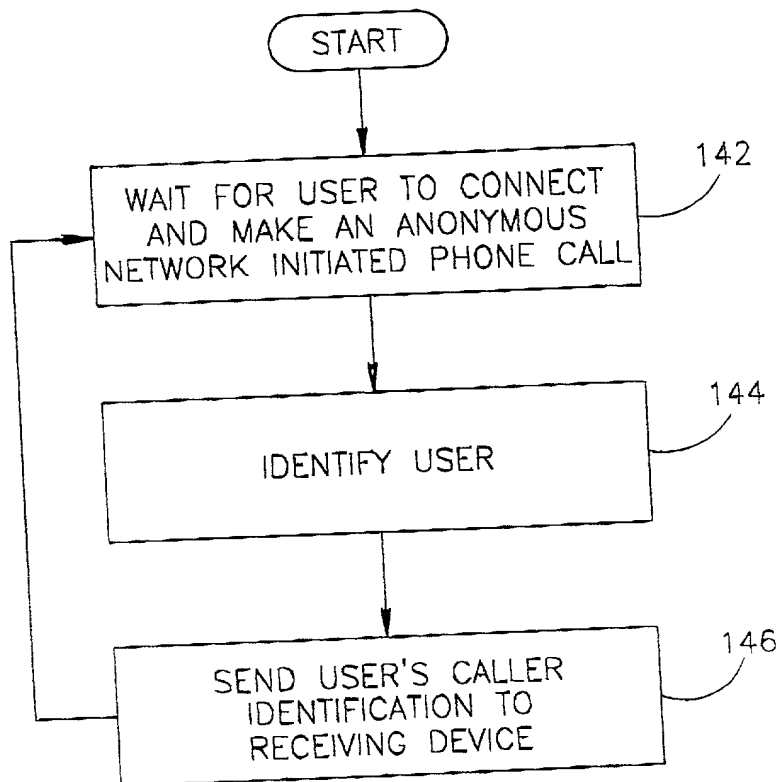 START
WAIT FOR USER TO CONNECT
AND MAKE AN ANONYMOUS
NETWORK INITIATED PHONE CALL
142
IDENTIFY USER
144
SEND USER'S CALLER
IDENTIFICATION TO
RECEIVING DEVICE
146